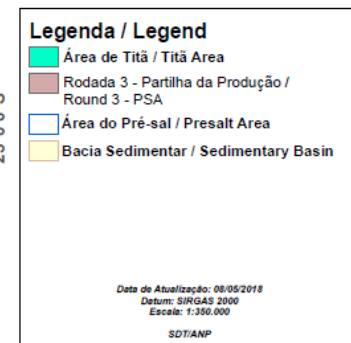 Legenda / Legend
Área de Titã / Titã Area
Rodada 3 - Partilha da Produção /
Round 3 - PSA
Área do Pré-sal / Presalt Area
Bacia Sedimentar / Sedimentary Basin
Data de Atualização: 08/05/2018
Datum: SIRGAS 2000
Escala: 1:350.000
SDT/ANP